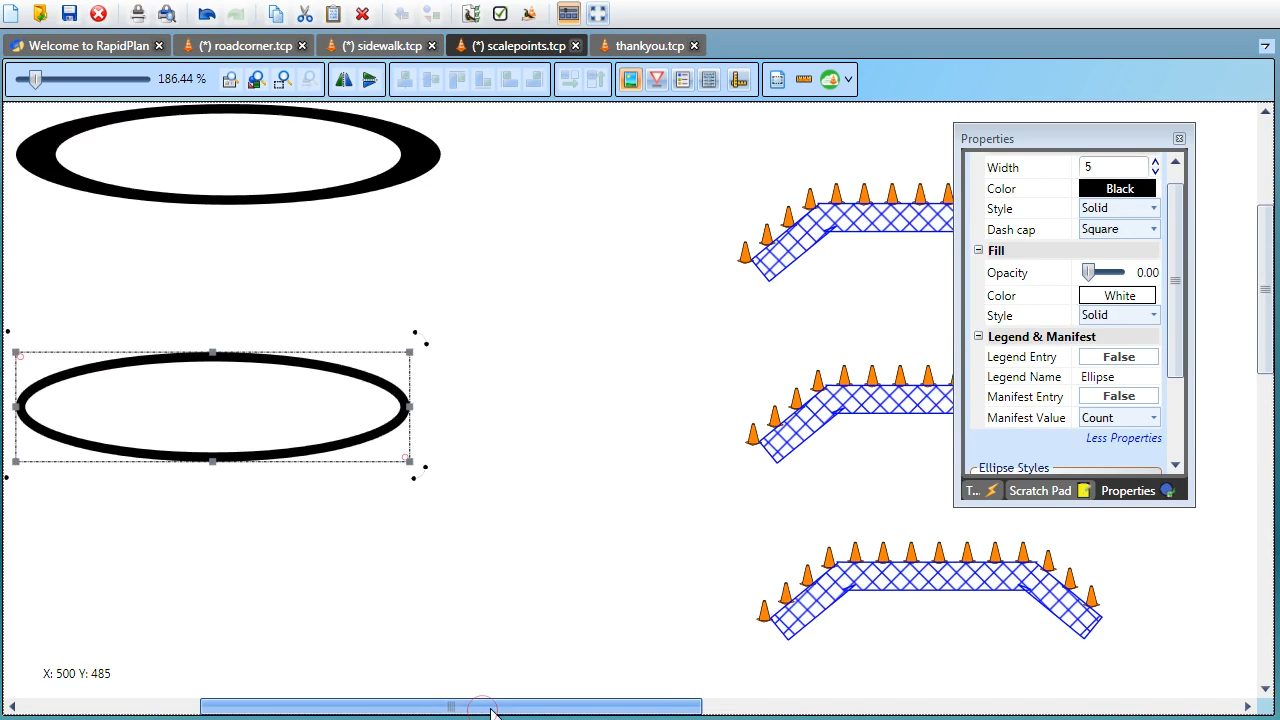 Welcome to RapidPlan
(*) roadcorner.tcp
(*) sidewalk.tcp
(*) scalepoints.tcp
thankyou.tcp
186.44 %
Properties
Width 5
Color Black
Style Solid
Dash cap Square
Fill
Opacity 0.00
Color White
Style Solid
Legend & Manifest
Legend Entry False
Legend Name Ellipse
Manifest Entry False
Manifest Value Count
Less Properties
Ellipse Styles
T... Scratch Pad Properties
X: 500 Y: 485